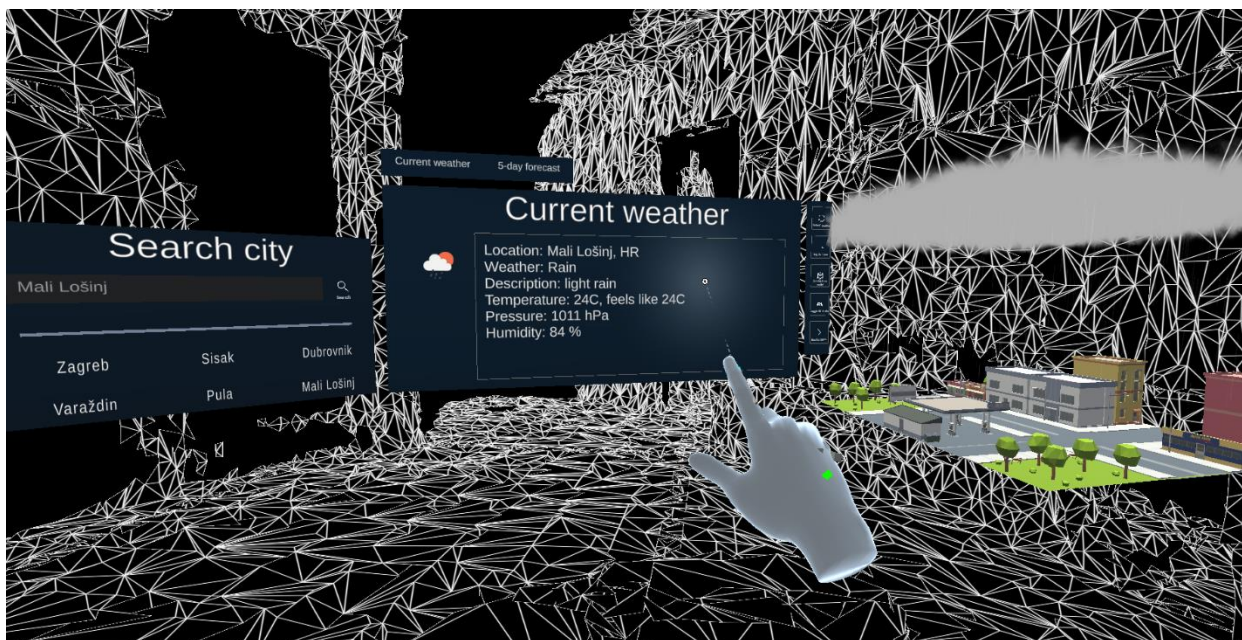 Current weather
5-day forecast
Search city
Mali Lošinj
Search
Zagreb
Sisak
Dubrovnik
Varaždin
Pula
Mali Lošinj
Current weather
Location: Mali Lošinj, HR
Weather: Rain
Description: light rain
Temperature: 24C, feels like 24C
Pressure: 1011 hPa
Humidity: 84 %